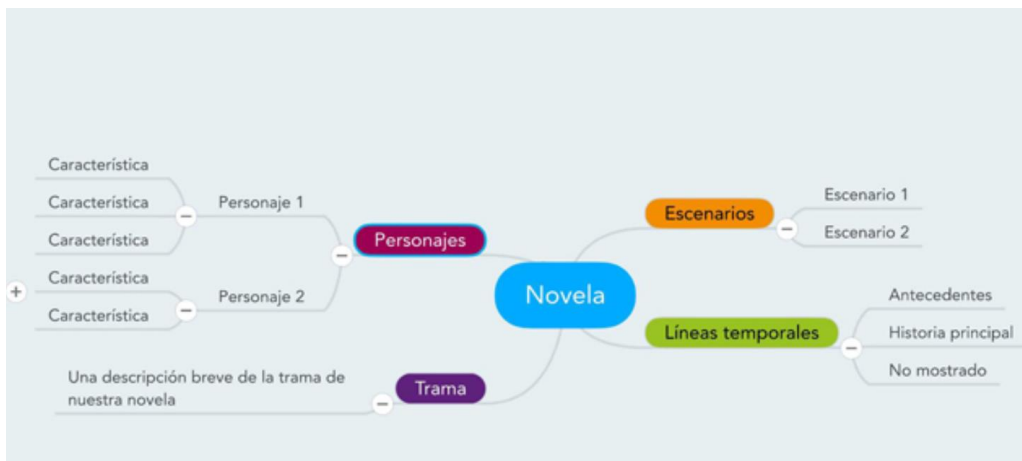 Novela
Personajes
Personaje 1
Característica
Característica
Característica
Personaje 2
Característica
Característica
Trama
Una descripción breve de la trama de
nuestra novela
Escenarios
Escenario 1
Escenario 2
Líneas temporales
Antecedentes
Historia principal
No mostrado